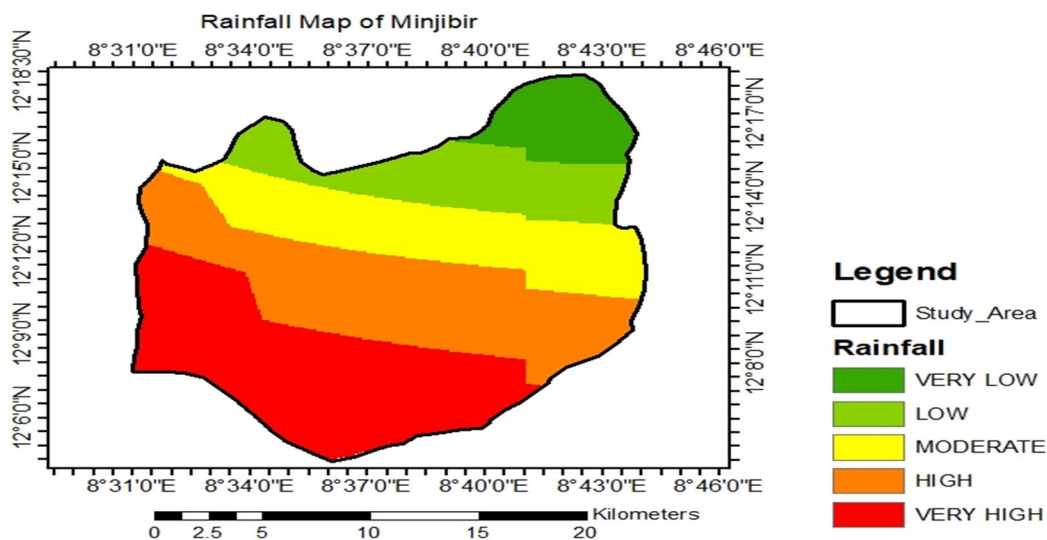 Rainfall Map of Minjibir
8°31'0"E 8°34'0"E 8°37'0"E 8°40'0"E 8°43'0"E 8°46'0"E
12°18'30"N
12°15'0"N
12°12'0"N
12°9'0"N
12°6'0"N
12°17'0"N
12°14'0"N
12°11'0"N
12°8'0"N
8°31'0"E 8°34'0"E 8°37'0"E 8°40'0"E 8°43'0"E 8°46'0"E
Kilometers
0 2.5 5 10 15 20
Legend
Study_Area
Rainfall
VERY LOW
LOW
MODERATE
HIGH
VERY HIGH